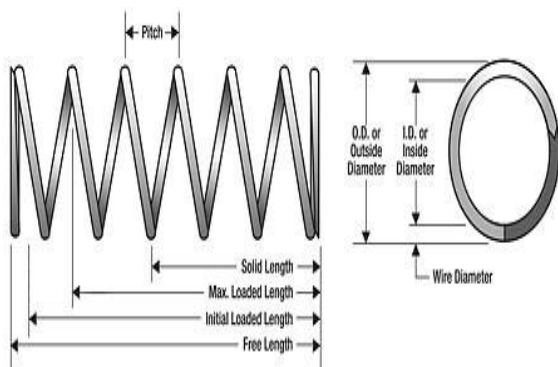 Pitch
O.D. or
Outside
Diameter
I.D. or
Inside
Diameter
Solid Length
Max. Loaded Length
Initial Loaded Length
Free Length
Wire Diameter